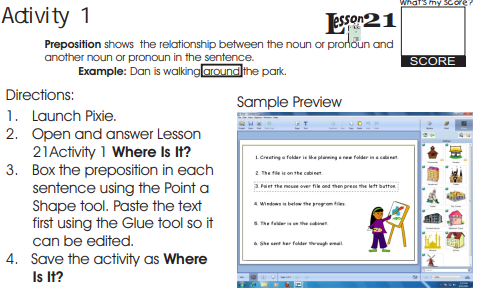 Activity 1
Lesson 21
What's my score?
SCORE
Preposition shows the relationship between the noun or pronoun and
another noun or pronoun in the sentence.
Example: Dan is walking around the park.
Directions:
1. Launch Pixie.
2. Open and answer Lesson
21Activity 1 Where Is It?
3. Box the preposition in each
sentence using the Point a
Shape tool. Paste the text
first using the Glue tool so it
can be edited.
4. Save the activity as Where
Is It?
Sample Preview
1. Creating a folder is like planning a new folder in a cabinet.
2. The file is on the cabinet.
3. Point the mouse over file and then press the left button.
4. Windows is below the program files.
5. The folder is on the cabinet.
6. She sent her folder through email.